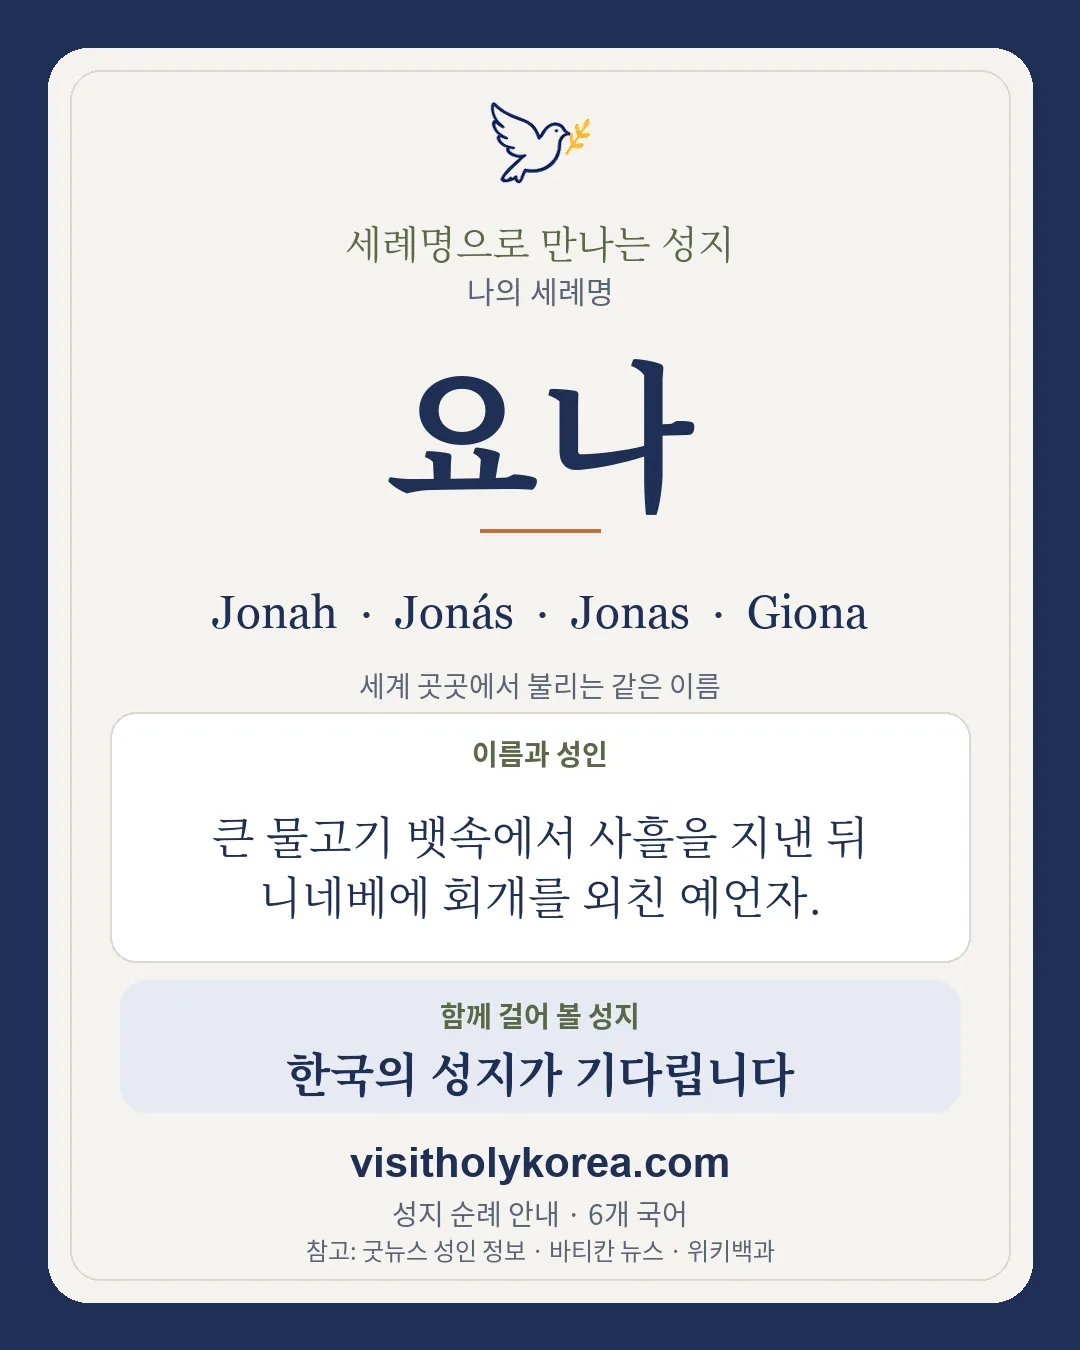 세례명으로 만나는 성지
나의 세례명
요나
Jonah · Jonás · Jonas · Giona
세계 곳곳에서 불리는 같은 이름
이름과 성인
큰 물고기 뱃속에서 사흘을 지낸 뒤
니네베에 회개를 외친 예언자.
함께 걸어 볼 성지
한국의 성지가 기다립니다
visitholykorea.com
성지 순례 안내 · 6개 국어
참고: 굿뉴스 성인 정보 · 바티칸 뉴스 · 위키백과